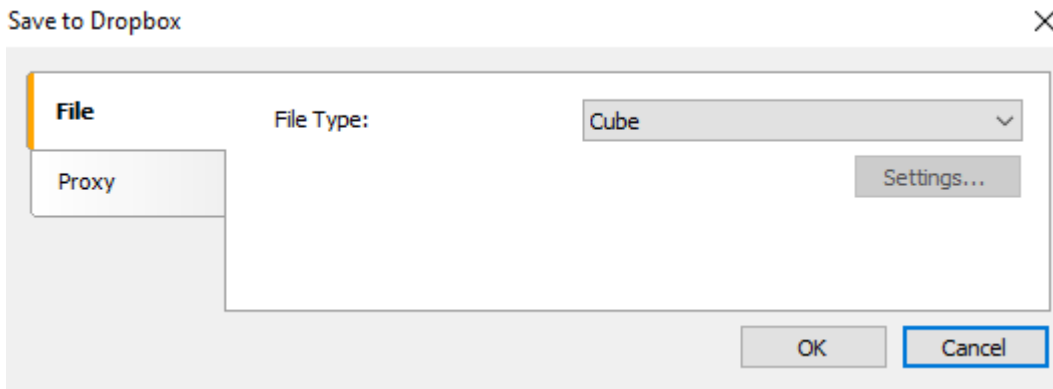 Save to Dropbox
File
File Type:
Cube
Proxy
Settings...
OK
Cancel